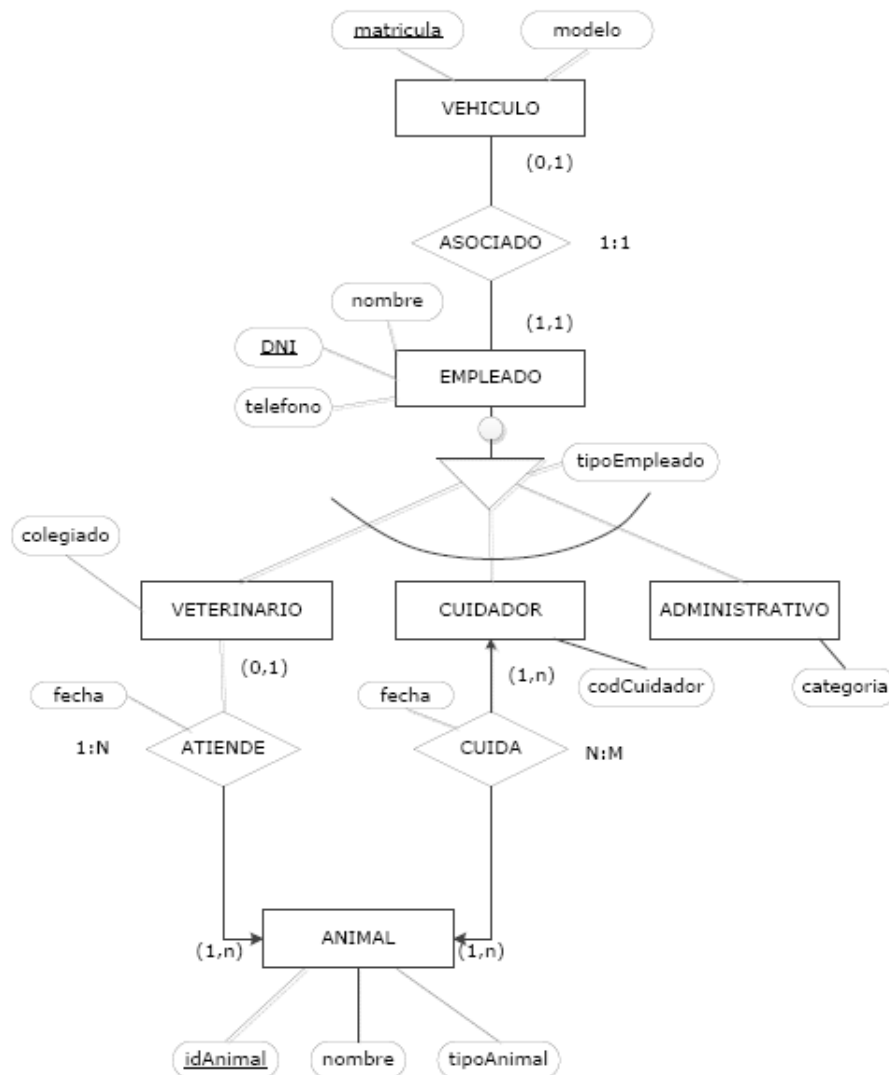 matricula
modelo
VEHICULO
(0,1)
ASOCIADO
1:1
nombre
(1,1)
DNI
EMPLEADO
telefono
tipoEmpleado
colegiado
VETERINARIO
CUIDADOR
ADMINISTRATIVO
(0,1)
(1,n)
fecha
fecha
codCuidador
categoria
1:N
ATIENDE
CUIDA
N:M
ANIMAL
(1,n)
(1,n)
idAnimal
nombre
tipoAnimal